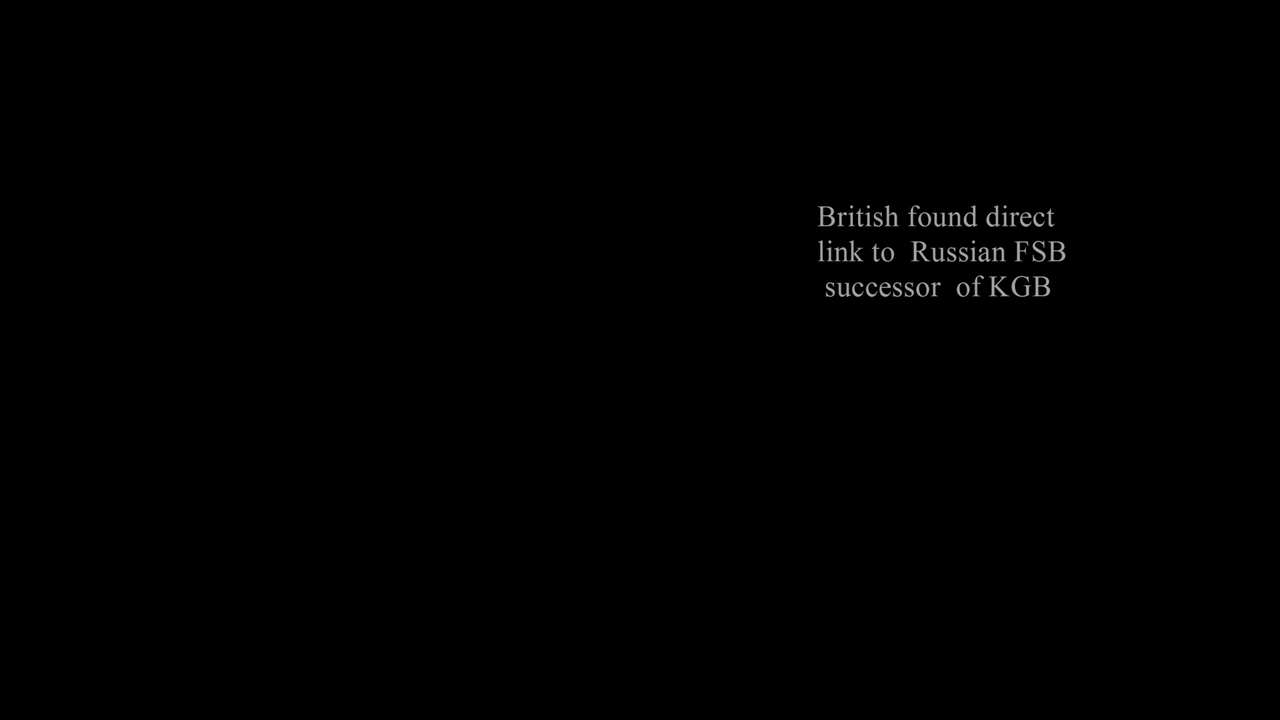 British found direct
link to Russian FSB
successor of KGB